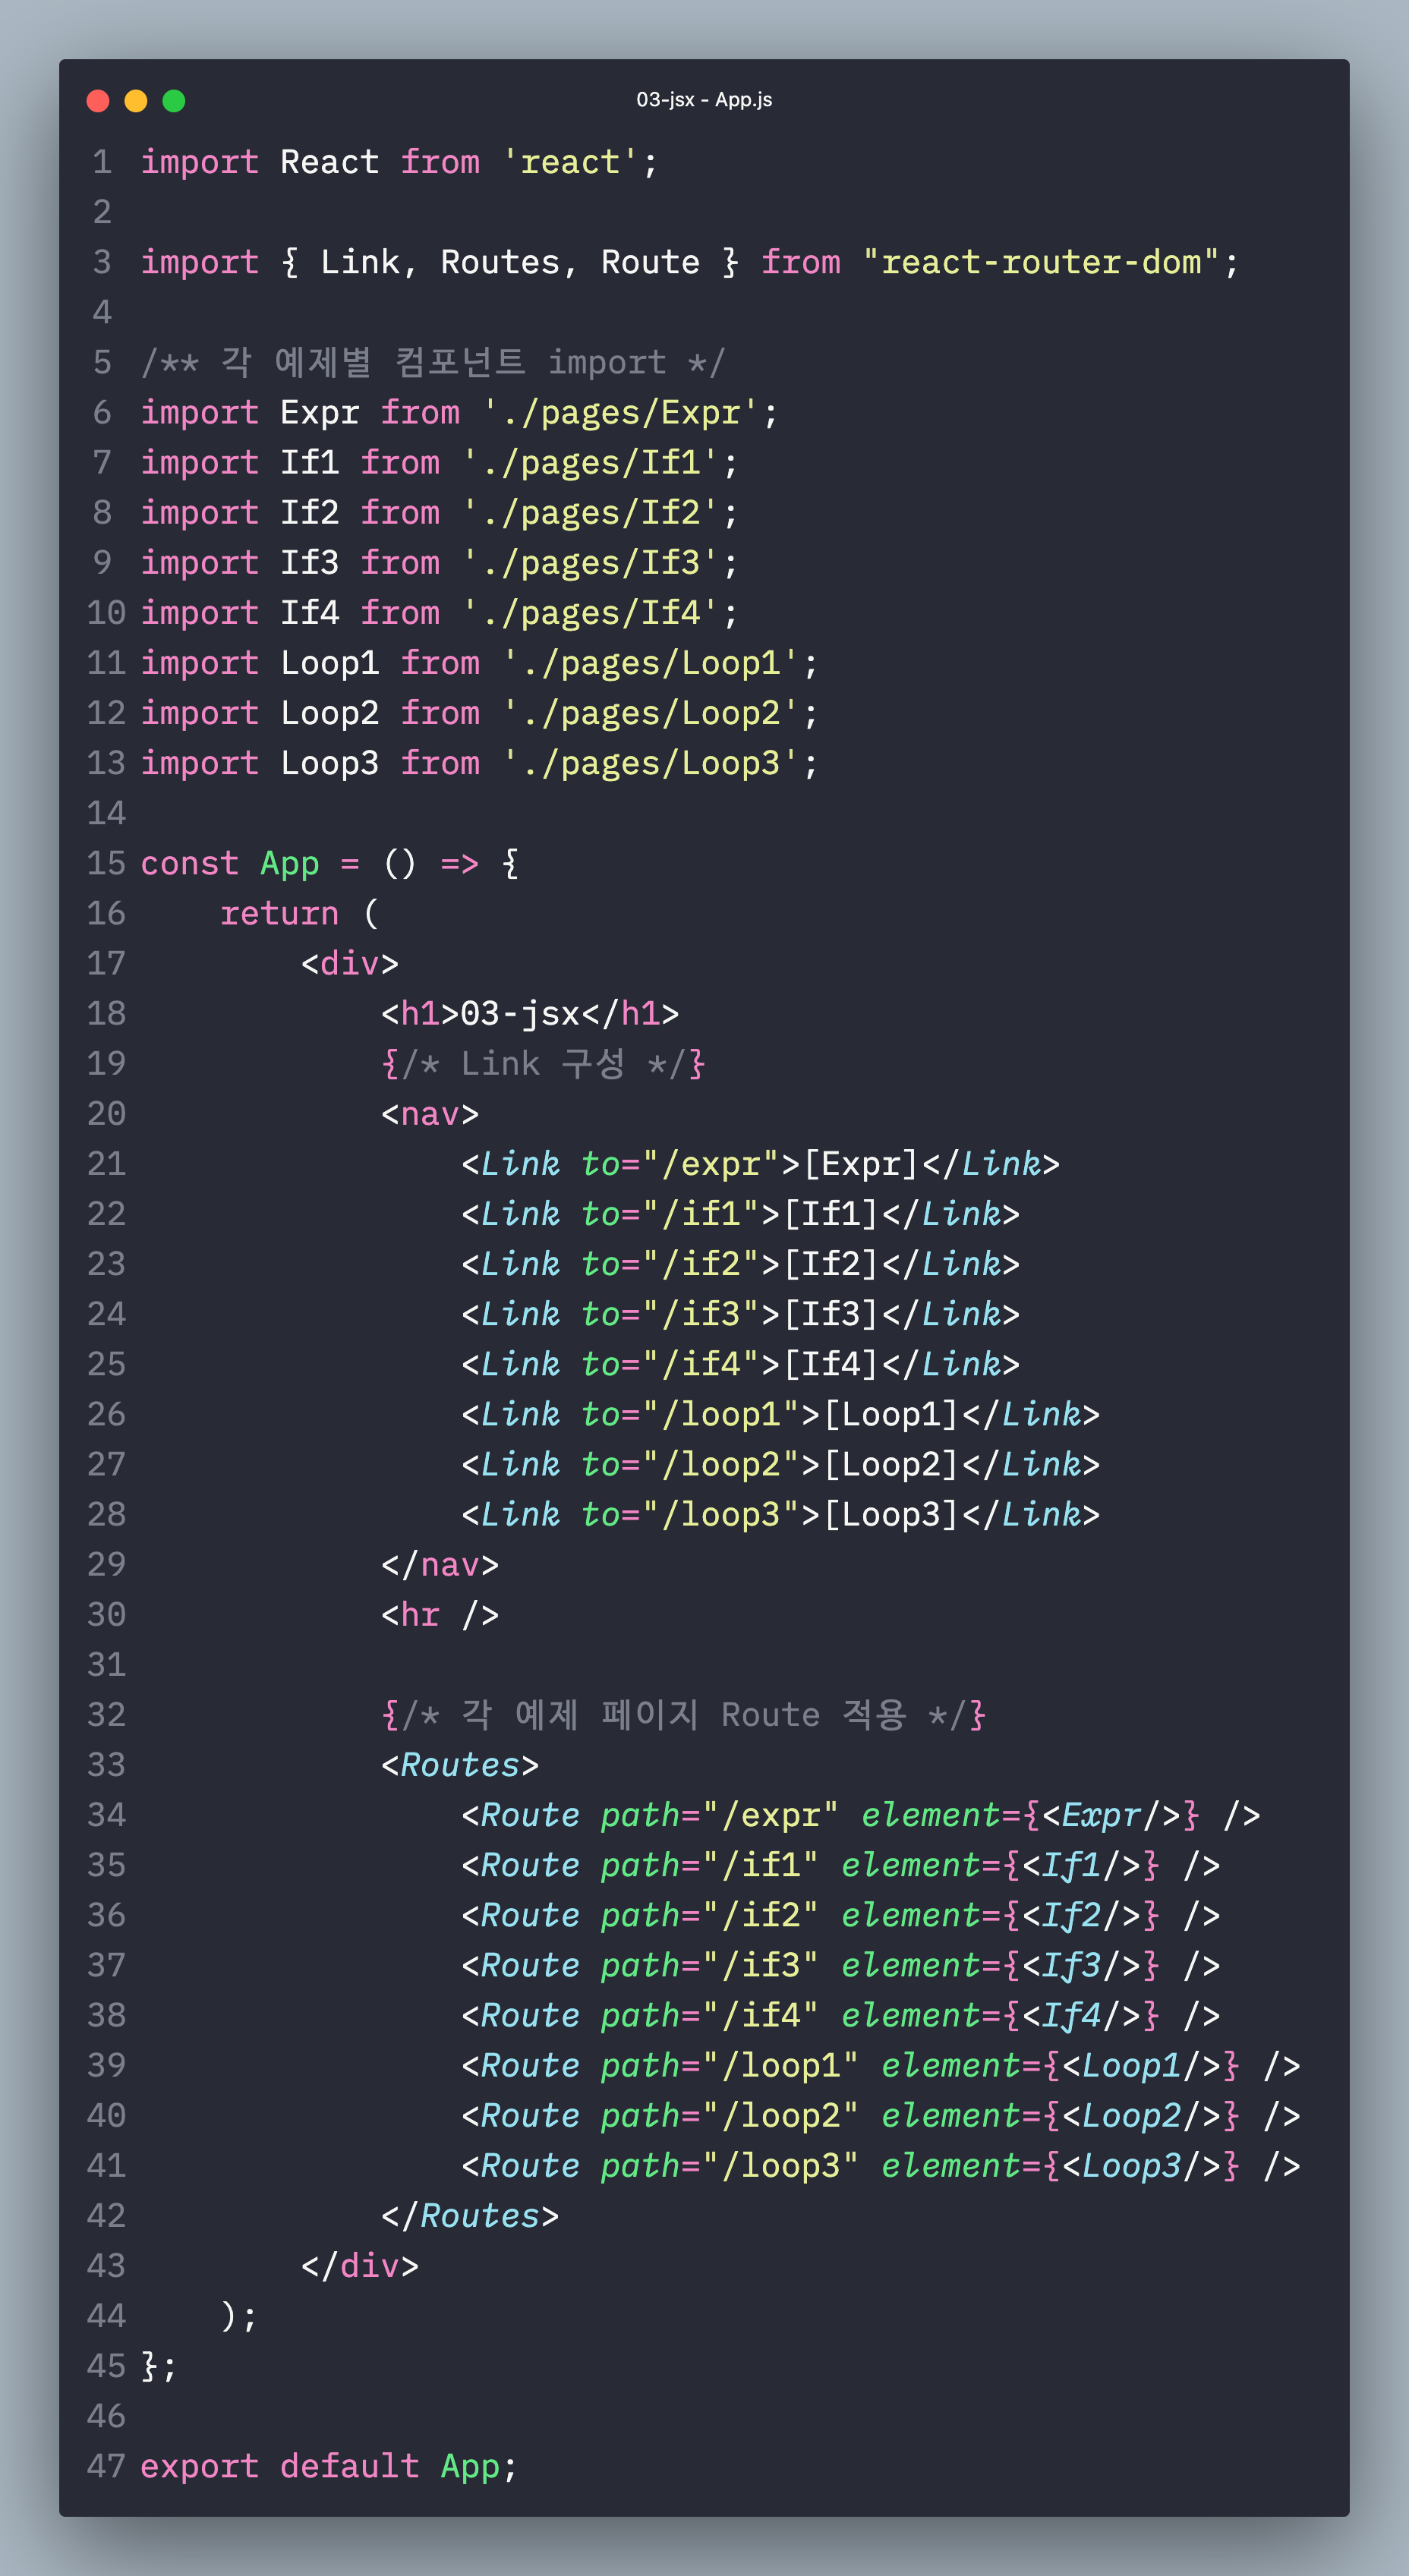 03-jsx - App.js
1 import React from 'react';
2
3 import { Link, Routes, Route } from "react-router-dom";
4
5 /** 각 예제별 컴포넌트 import */
6 import Expr from './pages/Expr';
7 import If1 from './pages/If1';
8 import If2 from './pages/If2';
9 import If3 from './pages/If3';
10 import If4 from './pages/If4';
11 import Loop1 from './pages/Loop1';
12 import Loop2 from './pages/Loop2';
13 import Loop3 from './pages/Loop3';
14
15 const App = () => {
16     return (
17         <div>
18             <h1>03-jsx</h1>
19             {/* Link 구성 */}
20             <nav>
21                 <Link to="/expr">[Expr]</Link>
22                 <Link to="/if1">[If1]</Link>
23                 <Link to="/if2">[If2]</Link>
24                 <Link to="/if3">[If3]</Link>
25                 <Link to="/if4">[If4]</Link>
26                 <Link to="/loop1">[Loop1]</Link>
27                 <Link to="/loop2">[Loop2]</Link>
28                 <Link to="/loop3">[Loop3]</Link>
29             </nav>
30             <hr />
31
32             {/* 각 예제 페이지 Route 적용 */}
33             <Routes>
34                 <Route path="/expr" element={<Expr/>} />
35                 <Route path="/if1" element={<If1/>} />
36                 <Route path="/if2" element={<If2/>} />
37                 <Route path="/if3" element={<If3/>} />
38                 <Route path="/if4" element={<If4/>} />
39                 <Route path="/loop1" element={<Loop1/>} />
40                 <Route path="/loop2" element={<Loop2/>} />
41                 <Route path="/loop3" element={<Loop3/>} />
42             </Routes>
43         </div>
44     );
45 };
46
47 export default App;